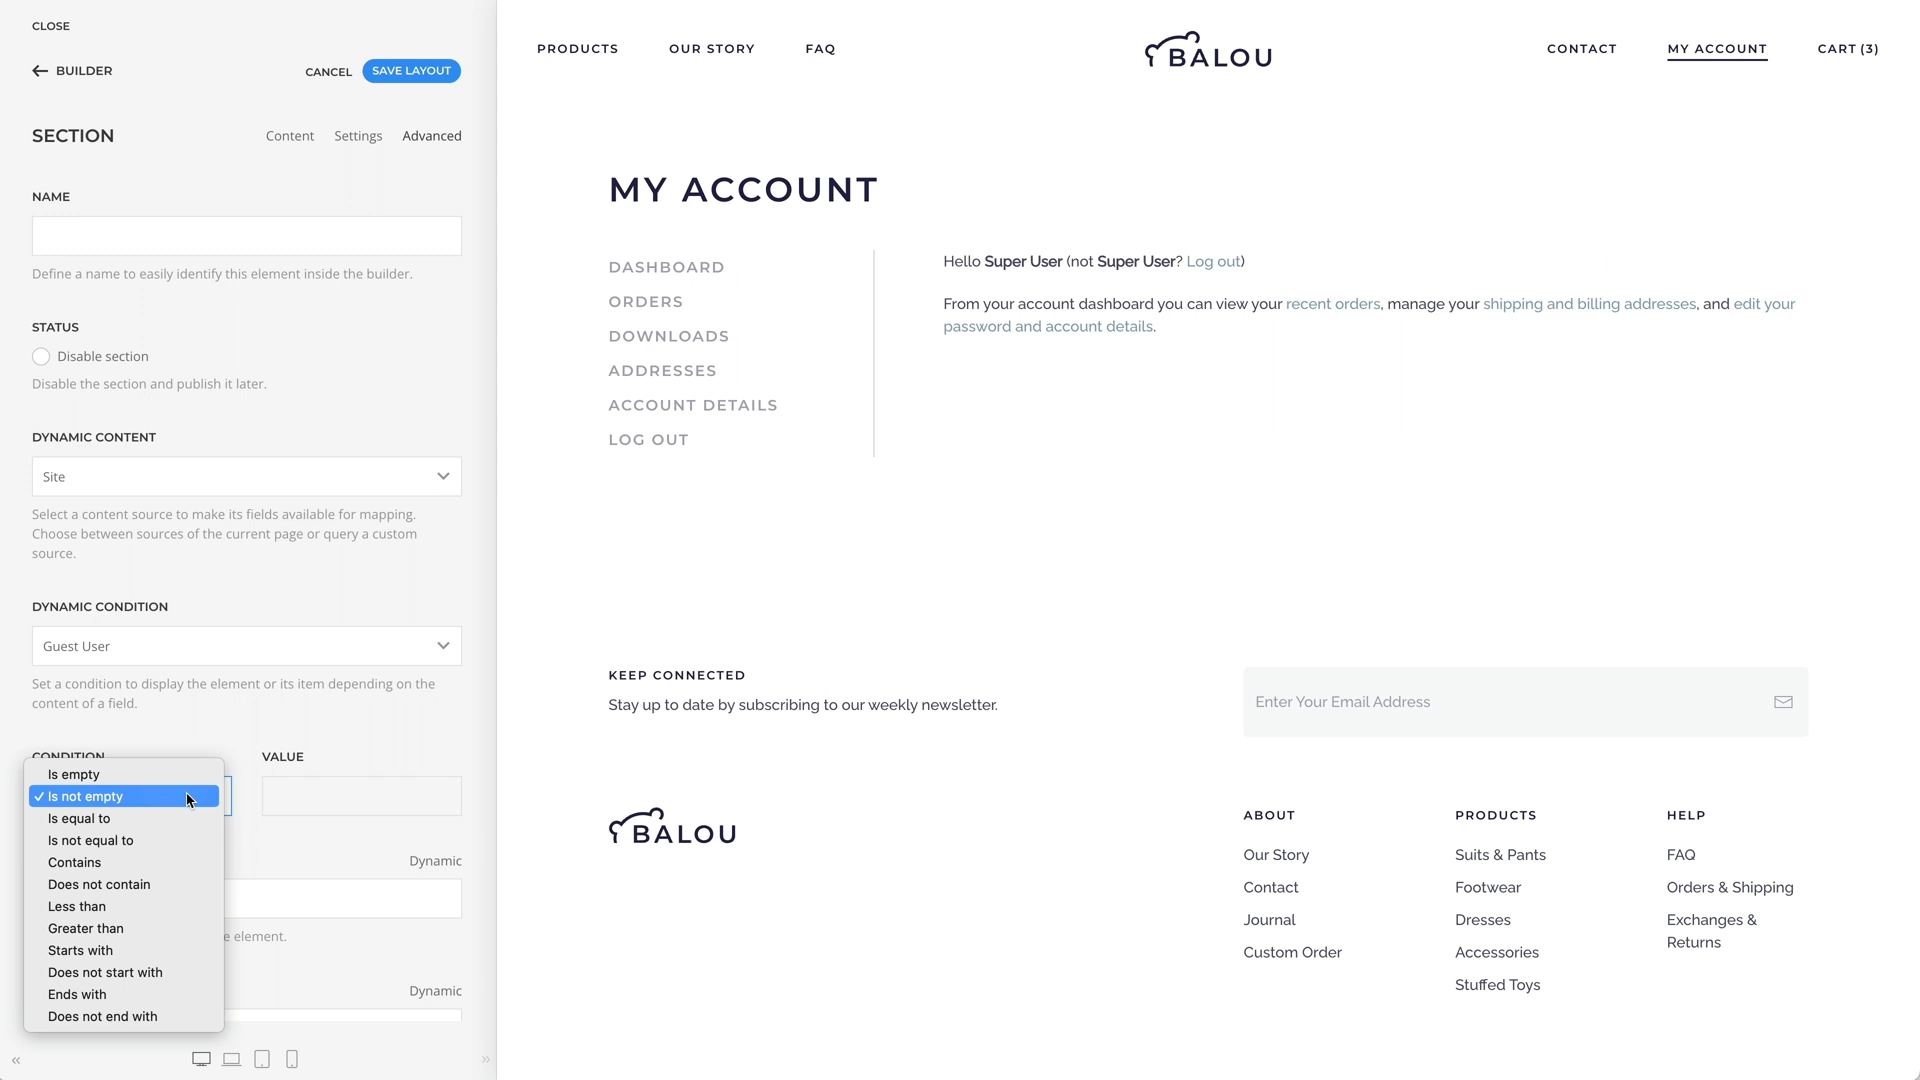 CLOSE
BUILDER
CANCEL
SAVE LAYOUT
SECTION
Content
Settings
Advanced
NAME
Define a name to easily identify this element inside the builder.
STATUS
Disable section
Disable the section and publish it later.
DYNAMIC CONTENT
Site
Select a content source to make its fields available for mapping.
Choose between sources of the current page or query a custom
source.
DYNAMIC CONDITION
Guest User
Set a condition to display the element or its item depending on the
content of a field.
CONDITION
VALUE
Is empty
✓ Is not empty
Is equal to
Is not equal to
Contains
Does not contain
Less than
Greater than
Starts with
Does not start with
Ends with
Does not end with
Dynamic
e element.
Dynamic
PRODUCTS
OUR STORY
FAQ
BALOU
CONTACT
MY ACCOUNT
CART (3)
MY ACCOUNT
DASHBOARD
ORDERS
DOWNLOADS
ADDRESSES
ACCOUNT DETAILS
LOG OUT
Hello Super User (not Super User? Log out)
From your account dashboard you can view your recent orders, manage your shipping and billing addresses, and edit your
password and account details.
KEEP CONNECTED
Stay up to date by subscribing to our weekly newsletter.
Enter Your Email Address
BALOU
ABOUT
Our Story
Contact
Journal
Custom Order
PRODUCTS
Suits & Pants
Footwear
Dresses
Accessories
Stuffed Toys
HELP
FAQ
Orders & Shipping
Exchanges &
Returns